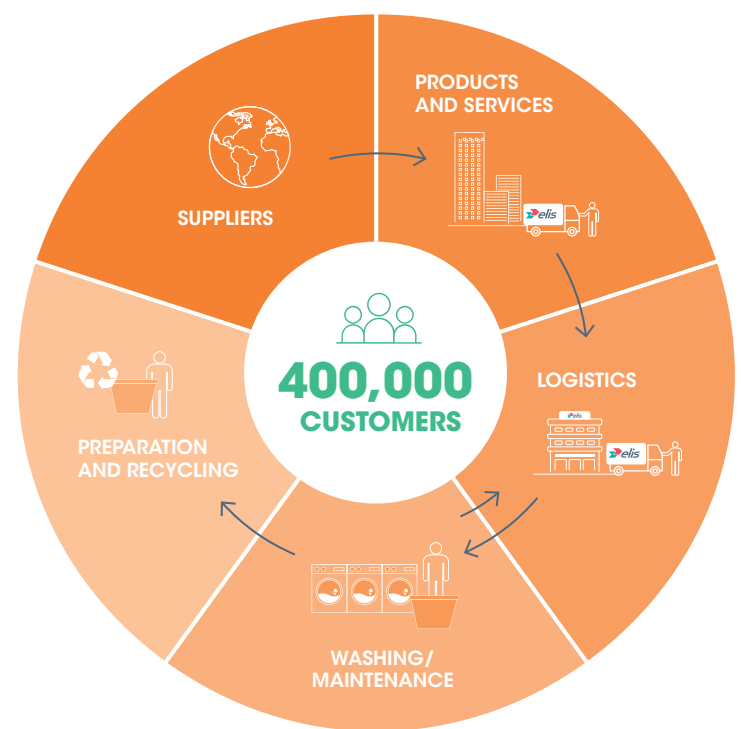 PRODUCTS
AND SERVICES
SUPPLIERS
elis
400,000
CUSTOMERS
LOGISTICS
elis
elis
PREPARATION
AND RECYCLING
WASHING/
MAINTENANCE